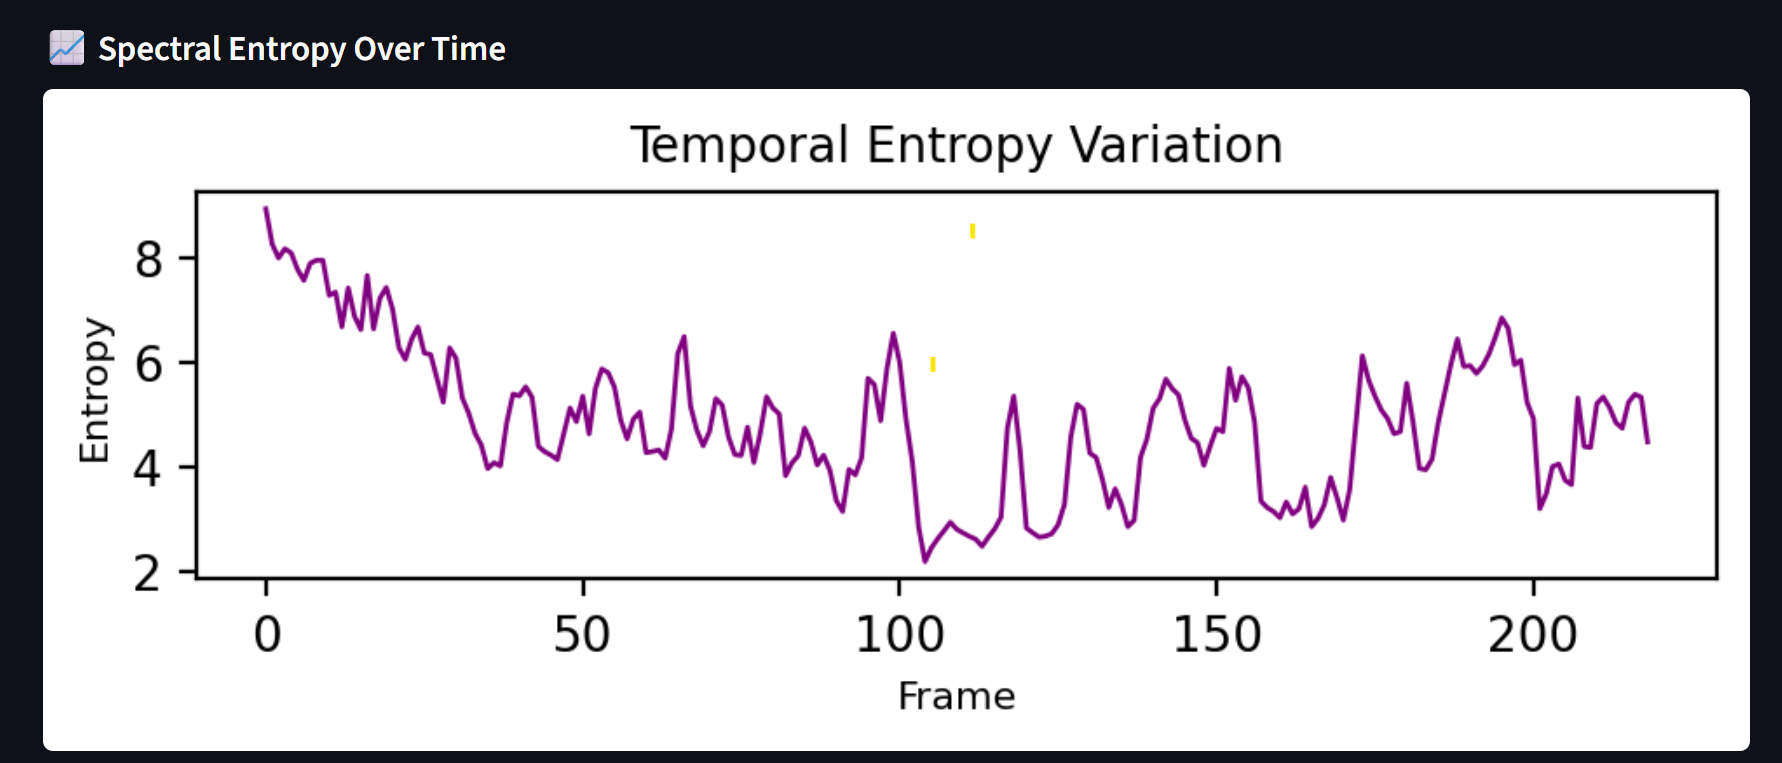 📈 Spectral Entropy Over Time
Temporal Entropy Variation
Entropy
8
6
4
2
0 50 100 150 200
Frame